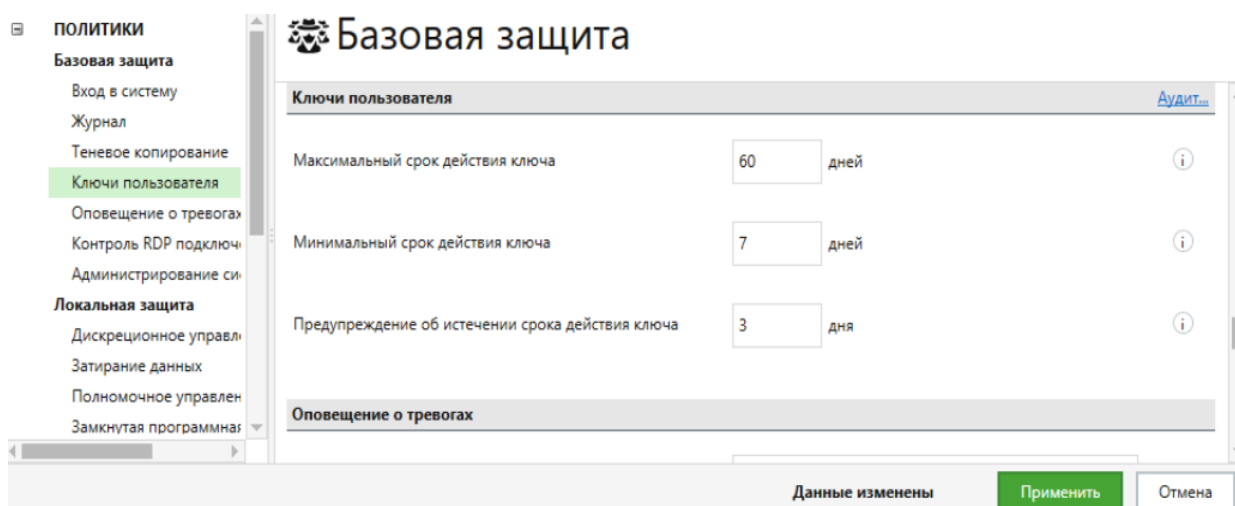 ПОЛИТИКИ
Базовая защита
Вход в систему
Журнал
Теневое копирование
Ключи пользователя
Оповещение о тревогах
Контроль RDP подключ
Администрирование си
Локальная защита
Дискреционное управл
Затирание данных
Полномочное управлен
Замкнутая программная
Базовая защита
Ключи пользователя Аудит...
Максимальный срок действия ключа 60 дней
Минимальный срок действия ключа 7 дней
Предупреждение об истечении срока действия ключа 3 дня
Оповещение о тревогах
Данные изменены Применить Отмена